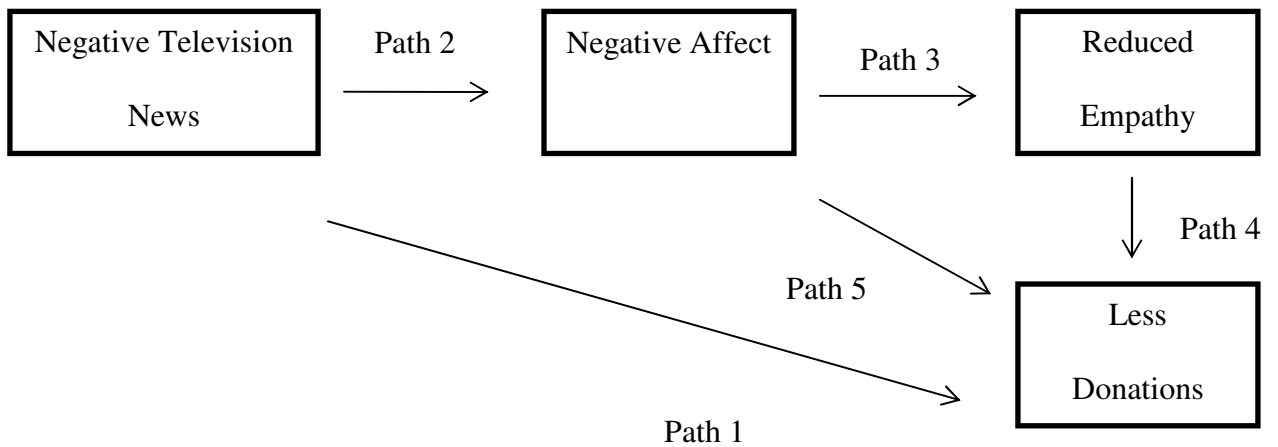 Negative Television
News
Path 2
Negative Affect
Path 3
Reduced
Empathy
Path 4
Path 5
Less
Donations
Path 1